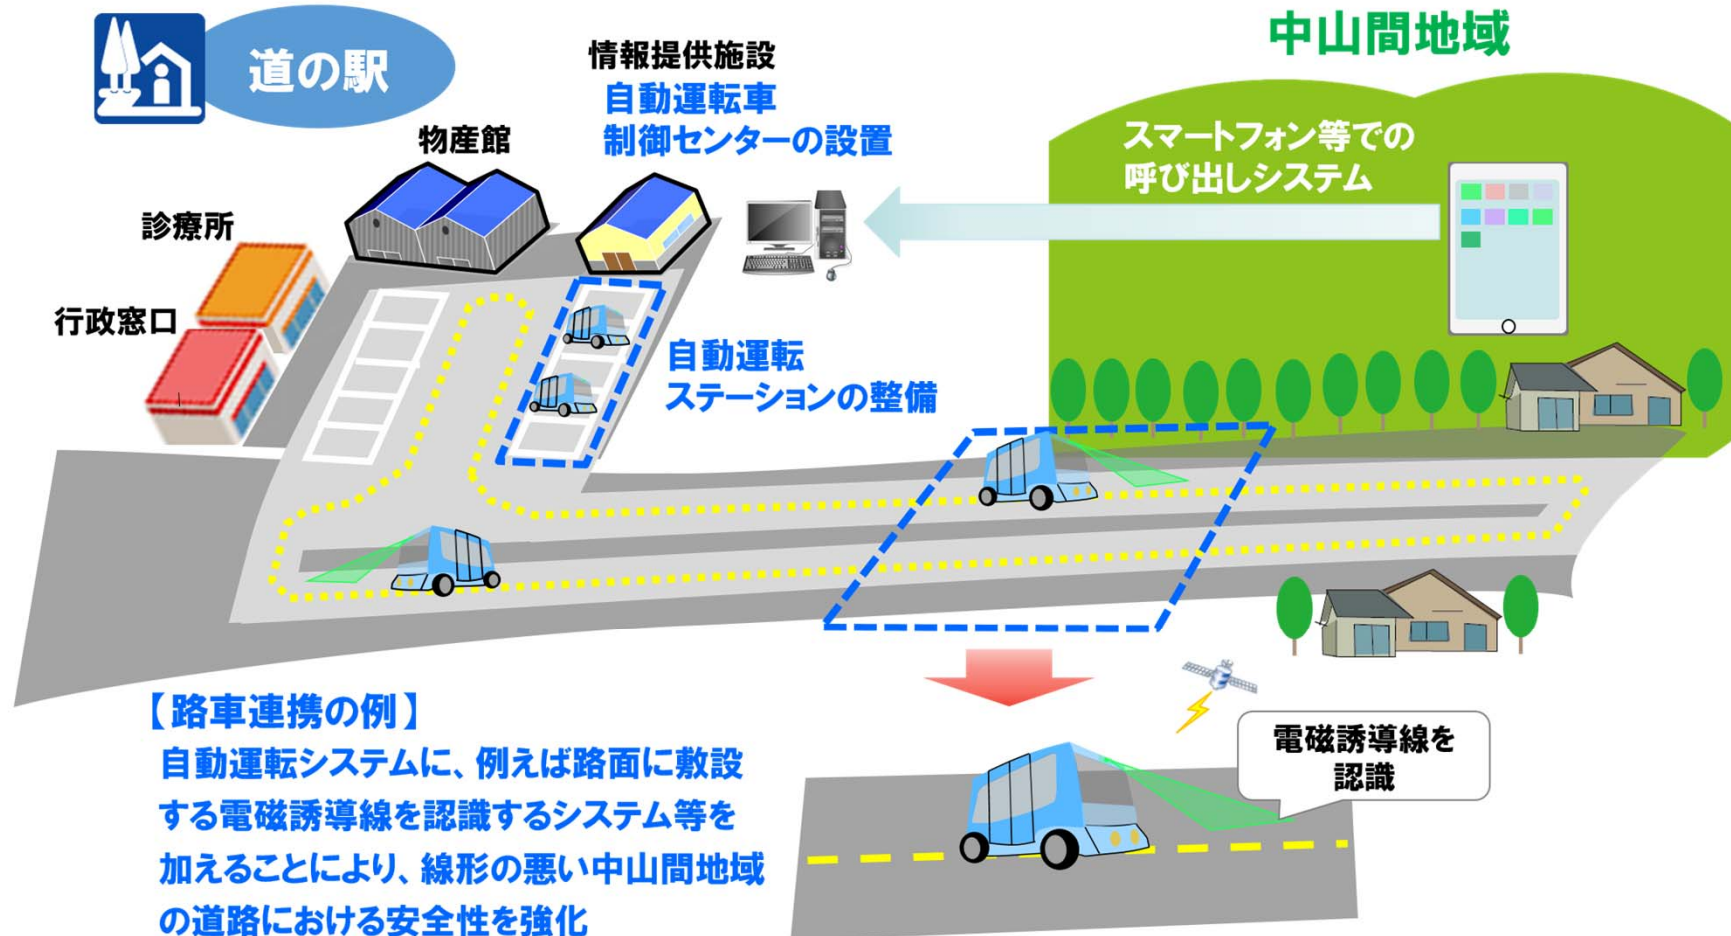 道の駅
情報提供施設
自動運転車
制御センターの設置
物産館
診療所
行政窓口
中山間地域
スマートフォン等での
呼び出しシステム
自動運転
ステーションの整備
【路車連携の例】
自動運転システムに、例えば路面に敷設
する電磁誘導線を認識するシステム等を
加えることにより、線形の悪い中山間地域
の道路における安全性を強化
電磁誘導線を
認識